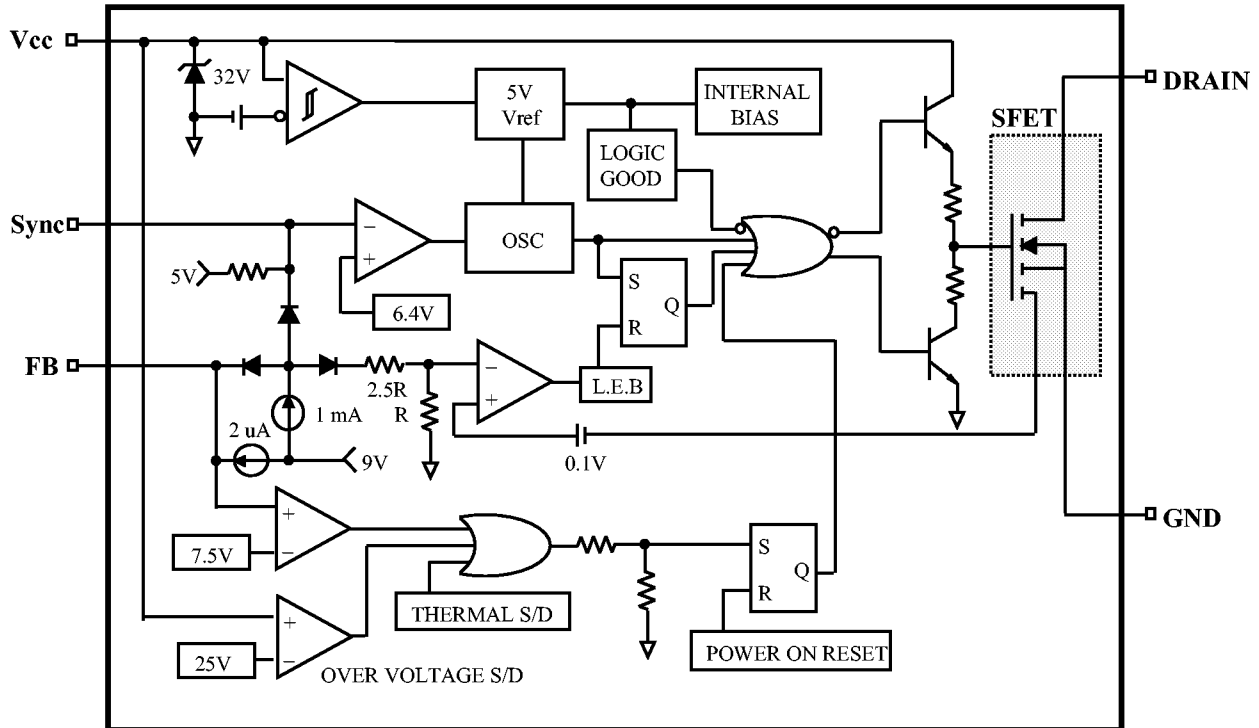 Vcc
32V
5V
Vref
INTERNAL
BIAS
DRAIN
SFET
LOGIC
GOOD
Sync
−
+
OSC
5V
6.4V
S
R
Q
FB
2.5R
R
−
+
L.E.B
1 mA
2 uA
9V
0.1V
GND
+
−
7.5V
S
R
Q
THERMAL S/D
+
−
25V
OVER VOLTAGE S/D
POWER ON RESET